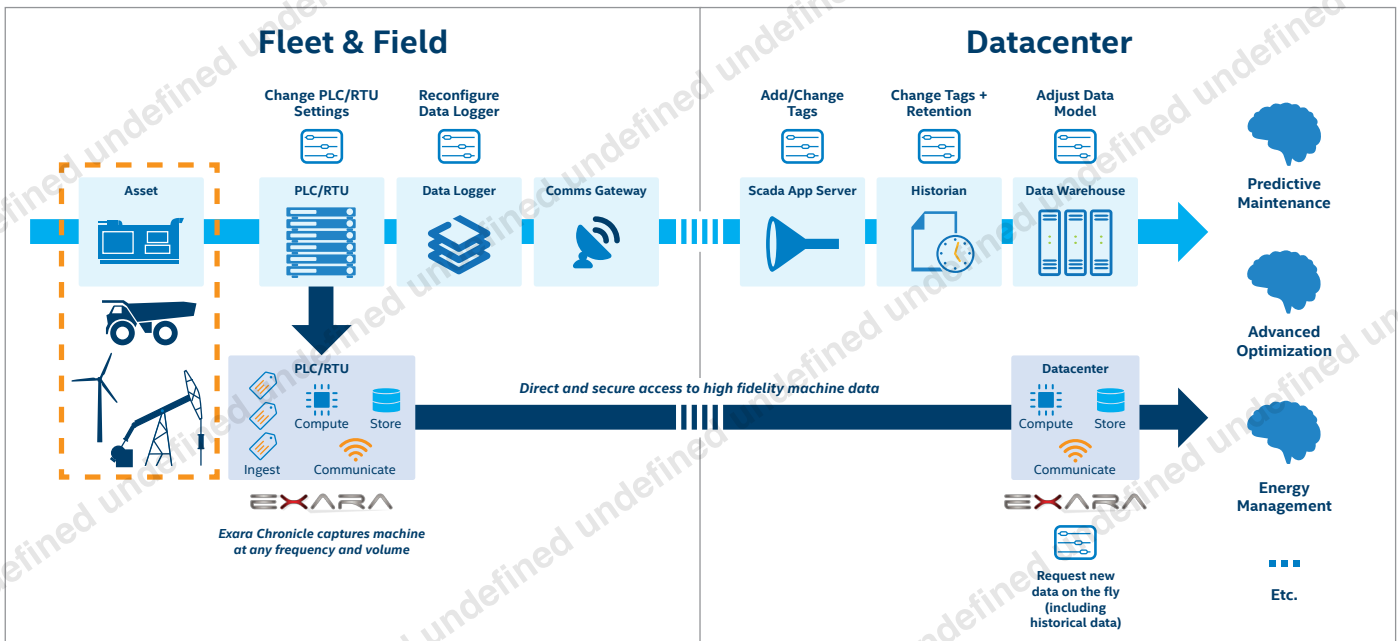 Fleet & Field
Datacenter
Change PLC/RTU
Settings
Reconfigure
Data Logger
Add/Change
Tags
Change Tags +
Retention
Adjust Data
Model
Asset
PLC/RTU
Data Logger
Comms Gateway
Scada App Server
Historian
Data Warehouse
Predictive
Maintenance
Advanced
Optimization
Energy
Management
Etc.
PLC/RTU
Compute
Store
Ingest
Communicate
EXARA
Exara Chronicle captures machine
at any frequency and volume
Direct and secure access to high fidelity machine data
Datacenter
Compute
Store
Communicate
EXARA
Request new
data on the fly
(including
historical data)
undefined undefined undefined undefined